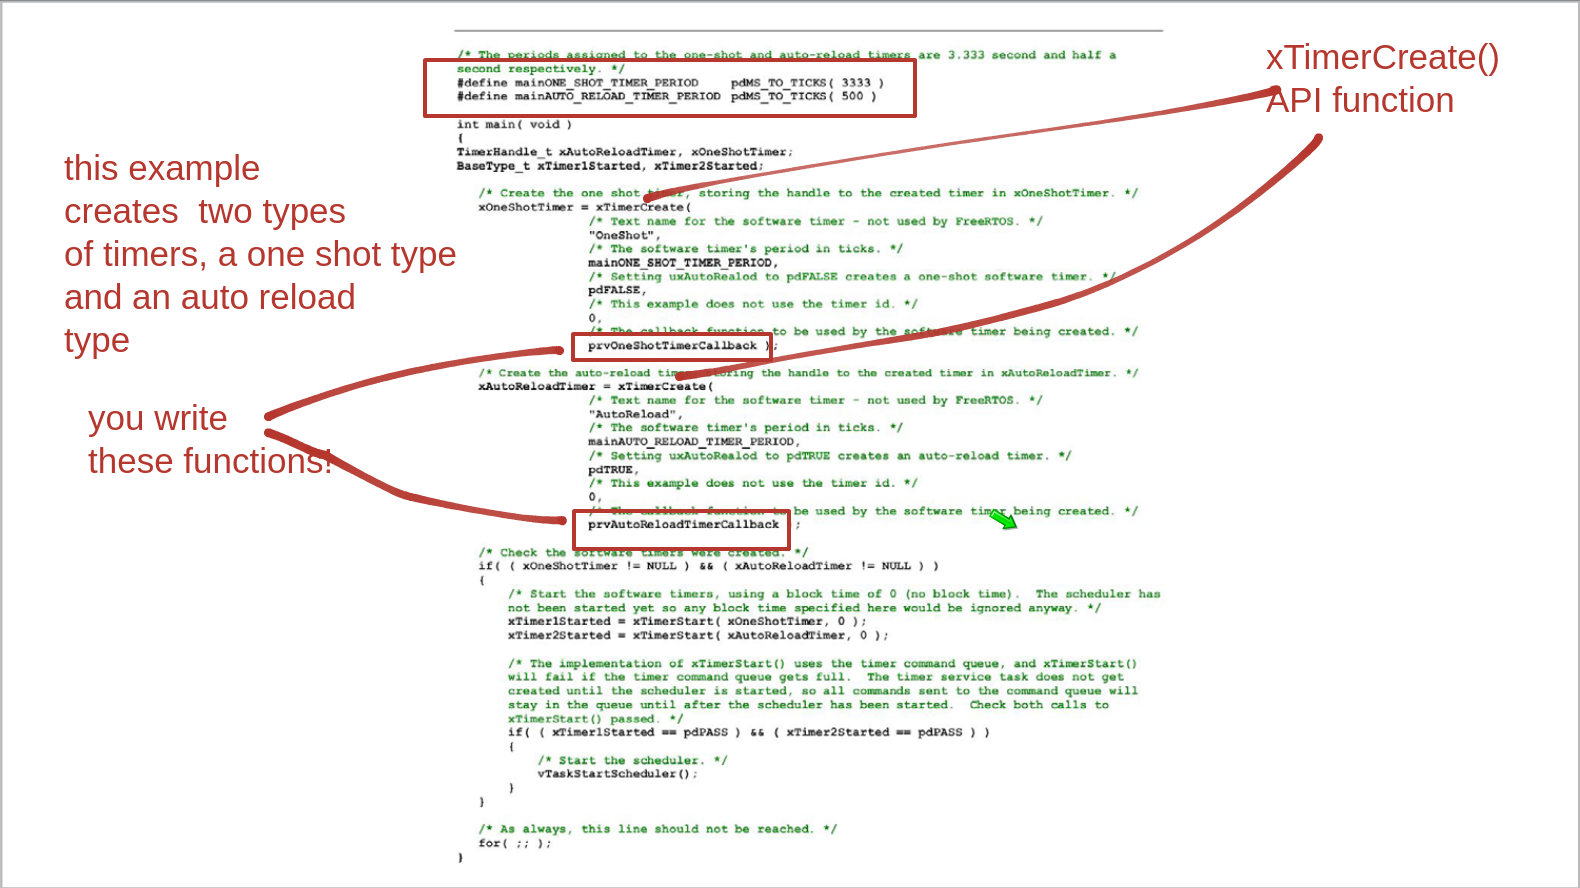 /* The periods assigned to the one-shot and auto-reload timers are 3.333 second and half a
second respectively. */
#define mainONE_SHOT_TIMER_PERIOD pdMS_TO_TICKS( 3333 )
#define mainAUTO_RELOAD_TIMER_PERIOD pdMS_TO_TICKS( 500 )
int main( void )
{
TimerHandle_t xAutoReloadTimer, xOneShotTimer;
BaseType_t xTimer1Started, xTimer2Started;
/* Create the one shot timer, storing the handle to the created timer in xOneShotTimer. */
xOneShotTimer = xTimerCreate(
/* Text name for the software timer - not used by FreeRTOS. */
"OneShot",
/* The software timer's period in ticks. */
mainONE_SHOT_TIMER_PERIOD,
/* Setting uxAutoRealod to pdFALSE creates a one-shot software timer. */
pdFALSE,
/* This example does not use the timer id. */
0,
/* The callback function to be used by the software timer being created. */
prvOneShotTimerCallback );
/* Create the auto-reload timer, storing the handle to the created timer in xAutoReloadTimer. */
xAutoReloadTimer = xTimerCreate(
/* Text name for the software timer - not used by FreeRTOS. */
"AutoReload",
/* The software timer's period in ticks. */
mainAUTO_RELOAD_TIMER_PERIOD,
/* Setting uxAutoRealod to pdTRUE creates an auto-reload timer. */
pdTRUE,
/* This example does not use the timer id. */
0,
/* The callback function to be used by the software timer being created. */
prvAutoReloadTimerCallback ;
/* Check the software timers were created. */
if( ( xOneShotTimer != NULL ) && ( xAutoReloadTimer != NULL ) )
{
/* Start the software timers, using a block time of 0 (no block time). The scheduler has
not been started yet so any block time specified here would be ignored anyway. */
xTimer1Started = xTimerStart( xOneShotTimer, 0 );
xTimer2Started = xTimerStart( xAutoReloadTimer, 0 );
/* The implementation of xTimerStart() uses the timer command queue, and xTimerStart()
will fail if the timer command queue gets full. The timer service task does not get
created until the scheduler is started, so all commands sent to the command queue will
stay in the queue until after the scheduler has been started. Check both calls to
xTimerStart() passed. */
if( ( xTimer1Started == pdPASS ) && ( xTimer2Started == pdPASS ) )
{
/* Start the scheduler. */
vTaskStartScheduler();
}
}
/* As always, this line should not be reached. */
for( ;; );
}
this example
creates two types
of timers, a one shot type
and an auto reload
type
you write
these functions!
xTimerCreate()
API function